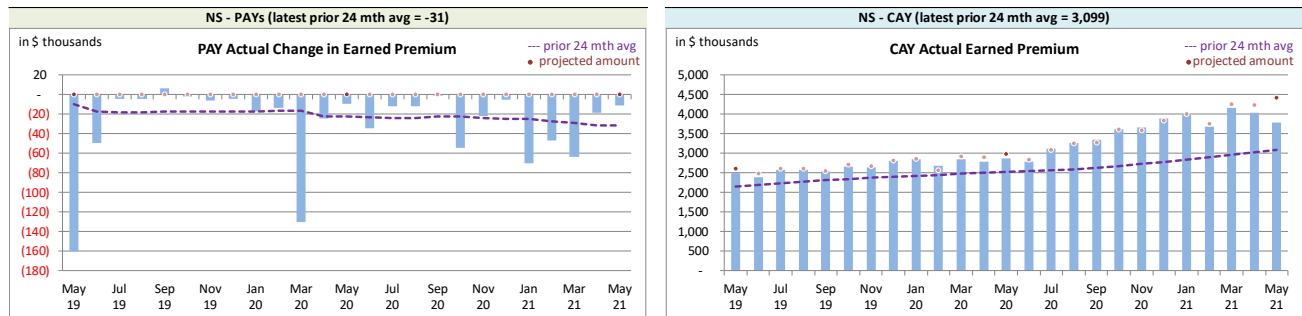 NS - PAYs (latest prior 24 mth avg = -31)
in $ thousands
PAY Actual Change in Earned Premium
--- prior 24 mth avg
• projected amount
20
-
(20)
(40)
(60)
(80)
(100)
(120)
(140)
(160)
(180)
May 19
Jul 19
Sep 19
Nov 19
Jan 20
Mar 20
May 20
Jul 20
Sep 20
Nov 20
Jan 21
Mar 21
May 21
NS - CAY (latest prior 24 mth avg = 3,099)
in $ thousands
CAY Actual Earned Premium
--- prior 24 mth avg
• projected amount
5,000
4,500
4,000
3,500
3,000
2,500
2,000
1,500
1,000
500
-
May 19
Jul 19
Sep 19
Nov 19
Jan 20
Mar 20
May 20
Jul 20
Sep 20
Nov 20
Jan 21
Mar 21
May 21